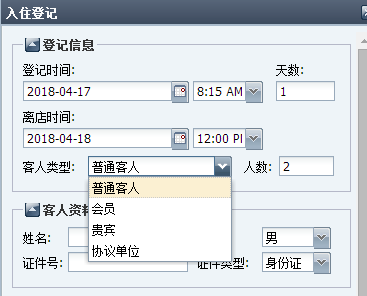 入住登记
登记信息
登记时间: 天数:
2018-04-17 8:15 AM 1
离店时间:
2018-04-18 12:00 P
客人类型: 普通客人 人数: 2
普通客人
会员
贵宾
协议单位
客人资料
姓名: 男
证件号: 证件类型: 身份证